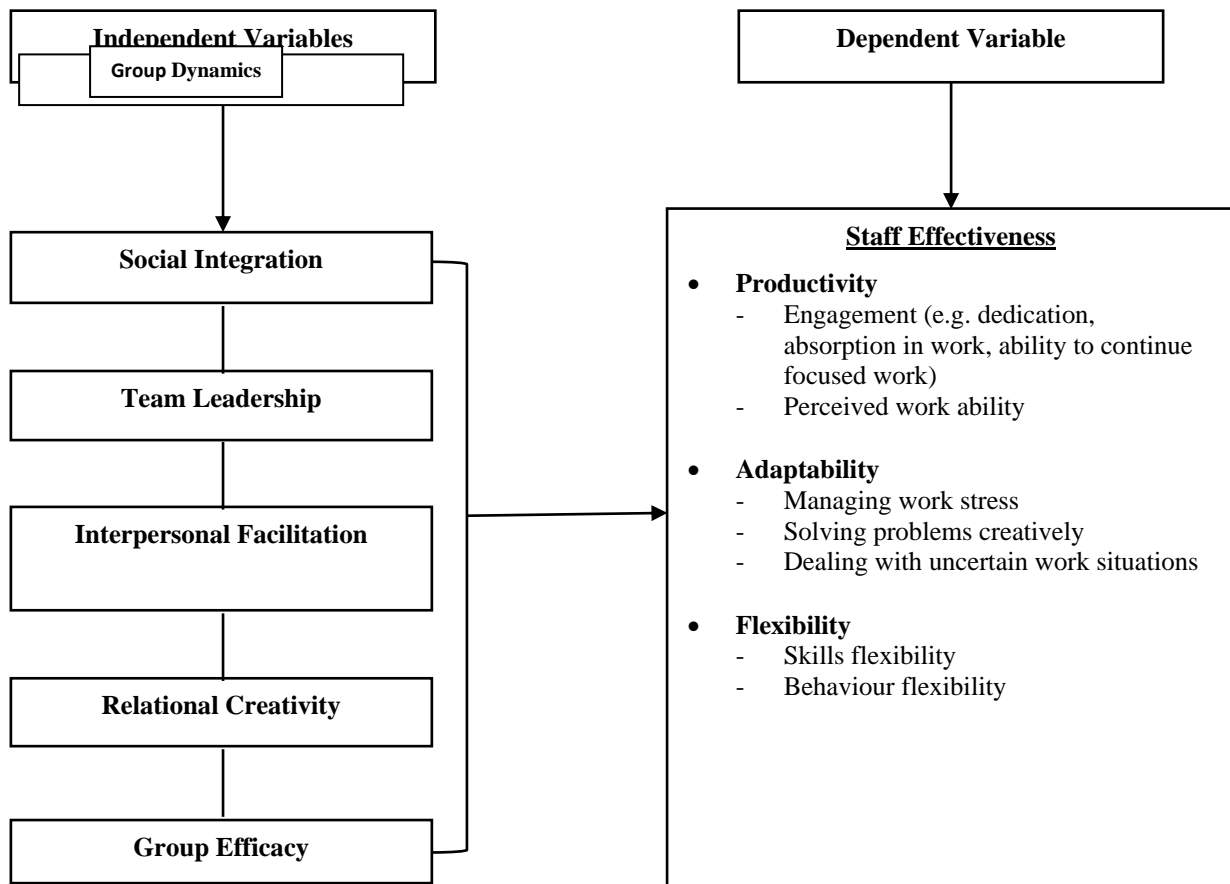 Independent Variables
Group Dynamics
Social Integration
Team Leadership
Interpersonal Facilitation
Relational Creativity
Group Efficacy
Dependent Variable
Staff Effectiveness
• Productivity
- Engagement (e.g. dedication,
absorption in work, ability to continue
focused work)
- Perceived work ability
• Adaptability
- Managing work stress
- Solving problems creatively
- Dealing with uncertain work situations
• Flexibility
- Skills flexibility
- Behaviour flexibility